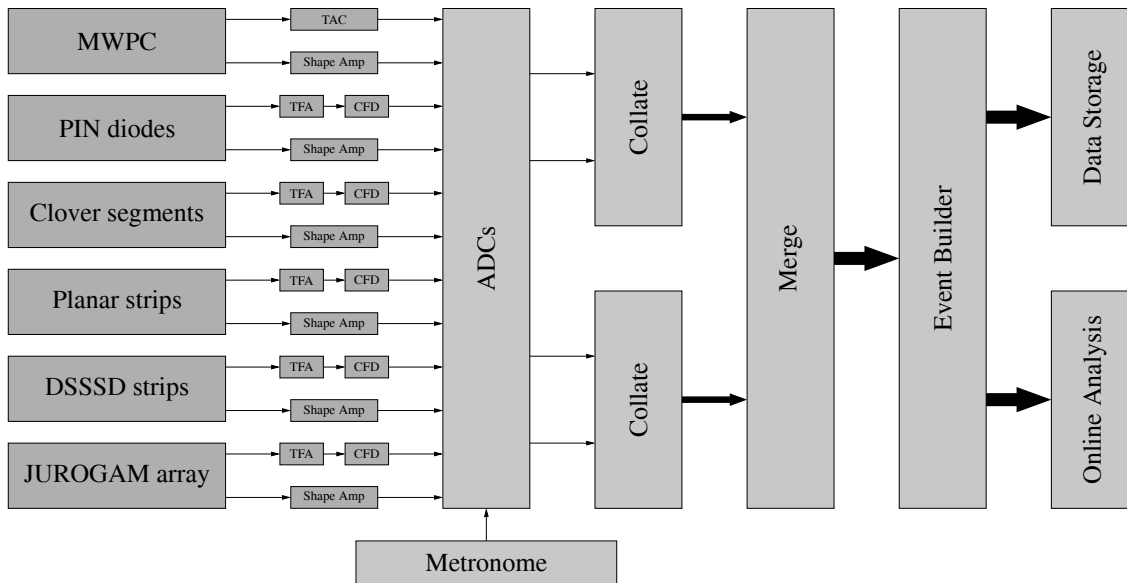 MWPC
TAC
Shape Amp
PIN diodes
TFA
CFD
Shape Amp
Clover segments
TFA
CFD
Shape Amp
Planar strips
TFA
CFD
Shape Amp
DSSSD strips
TFA
CFD
Shape Amp
JUROGAM array
TFA
CFD
Shape Amp
ADCs
Metronome
Collate
Collate
Merge
Event Builder
Data Storage
Online Analysis